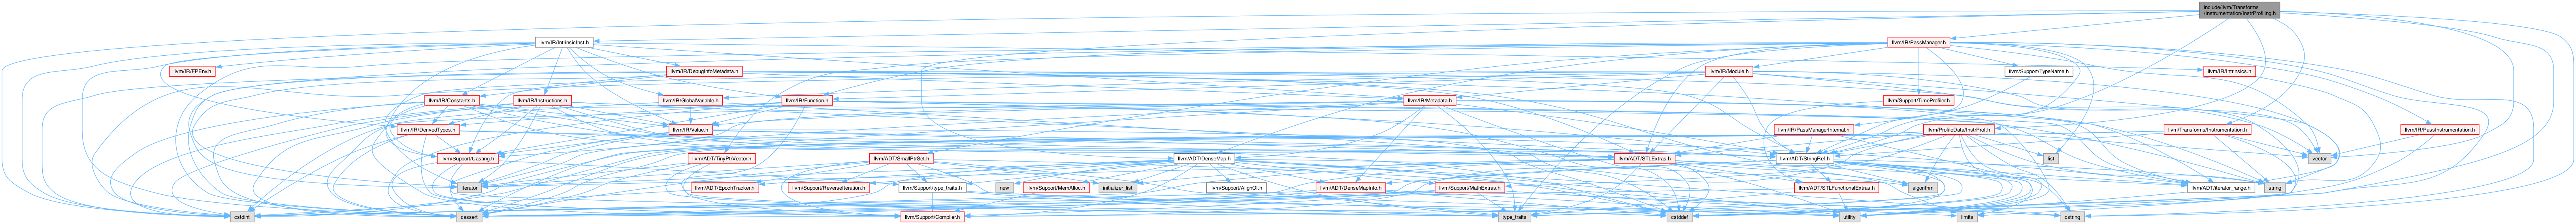 include/llvm/Transforms
/Instrumentation/InstrProfiling.h
llvm/IR/IntrinsicInst.h
llvm/IR/PassManager.h
llvm/IR/FPEnv.h
llvm/IR/DebugInfoMetadata.h
llvm/IR/Module.h
llvm/Support/TypeName.h
llvm/IR/Intrinsics.h
llvm/IR/Constants.h
llvm/IR/Instructions.h
llvm/IR/GlobalVariable.h
llvm/IR/Function.h
llvm/IR/Metadata.h
llvm/Support/TimeProfiler.h
llvm/IR/DerivedTypes.h
llvm/IR/Value.h
llvm/IR/PassManagerInternal.h
llvm/ProfileData/InstrProf.h
llvm/Transforms/Instrumentation.h
llvm/IR/PassInstrumentation.h
llvm/Support/Casting.h
llvm/ADT/TinyPtrVector.h
llvm/ADT/SmallPtrSet.h
llvm/ADT/DenseMap.h
llvm/ADT/STLExtras.h
llvm/ADT/StringRef.h
list
vector
iterator
llvm/ADT/EpochTracker.h
llvm/Support/ReverseIteration.h
llvm/Support/type_traits.h
new
llvm/Support/MemAlloc.h
initializer_list
llvm/Support/AlignOf.h
llvm/ADT/DenseMapInfo.h
llvm/Support/MathExtras.h
llvm/ADT/STLFunctionalExtras.h
algorithm
llvm/ADT/iterator_range.h
string
cstdint
cassert
llvm/Support/Compiler.h
type_traits
cstddef
utility
limits
cstring